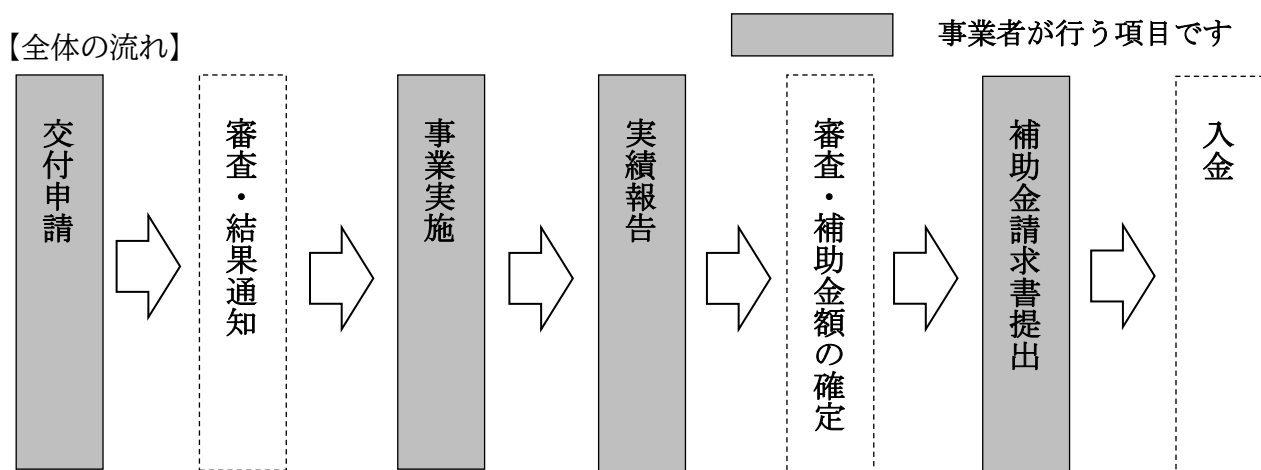 【全体の流れ】
事業者が行う項目です
交付申請
審査・結果通知
事業実施
実績報告
審査・補助金額の確定
補助金請求書提出
入金